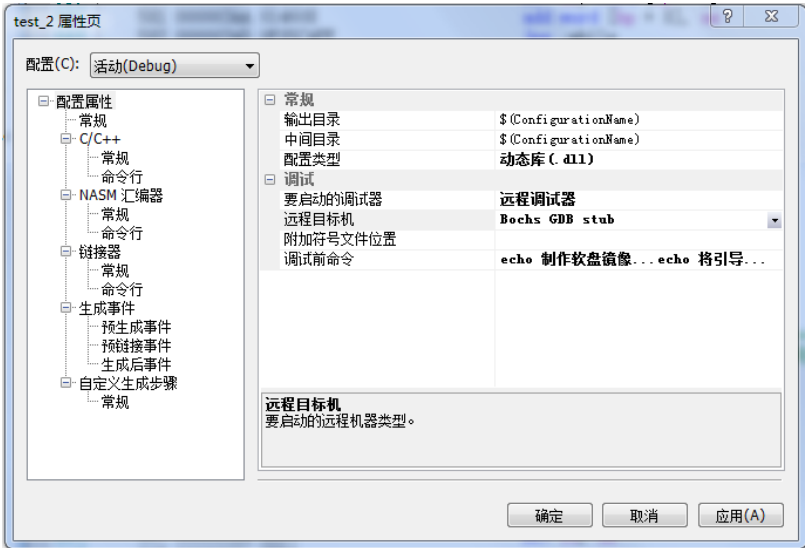 test_2 属性页
配置(C): 活动(Debug)
配置属性
常规
C/C++
常规
命令行
NASM 汇编器
常规
命令行
链接器
常规
命令行
生成事件
预生成事件
预链接事件
生成后事件
自定义生成步骤
常规
常规
输出目录 $(ConfigurationName)
中间目录 $(ConfigurationName)
配置类型 动态库(.dll)
调试
要启动的调试器 远程调试器
远程目标机 Bochs GDB stub
附加符号文件位置
调试前命令 echo 制作软盘镜像...echo 将引导...
远程目标机
要启动的远程机器类型。
确定 取消 应用(A)